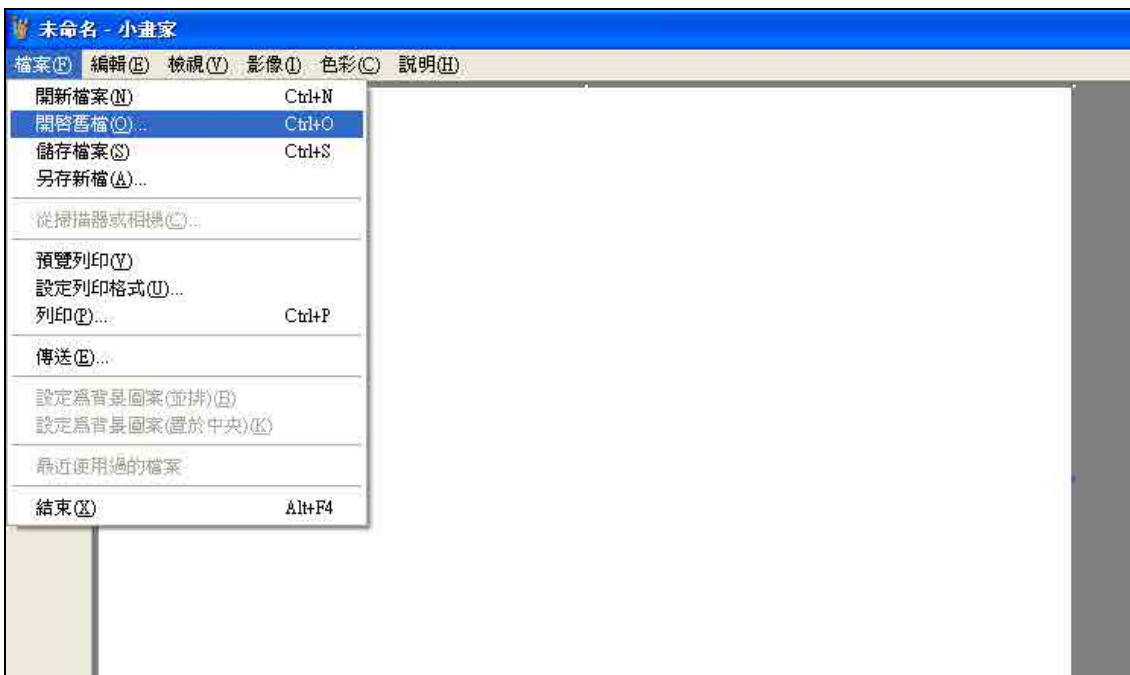 未命名 - 小畫家
檔案(F) 編輯(E) 檢視(V) 影像(I) 色彩(C) 說明(H)
開新檔案(N) Ctrl+N
開啓舊檔(O)... Ctrl+O
儲存檔案(S) Ctrl+S
另存新檔(A)...
從掃描器或相機(C)...
預覽列印(V)
設定列印格式(U)...
列印(P)... Ctrl+P
傳送(E)...
設定爲背景圖案(並排)(B)
設定爲背景圖案(置於中央)(K)
最近使用過的檔案
結束(X) Alt+F4